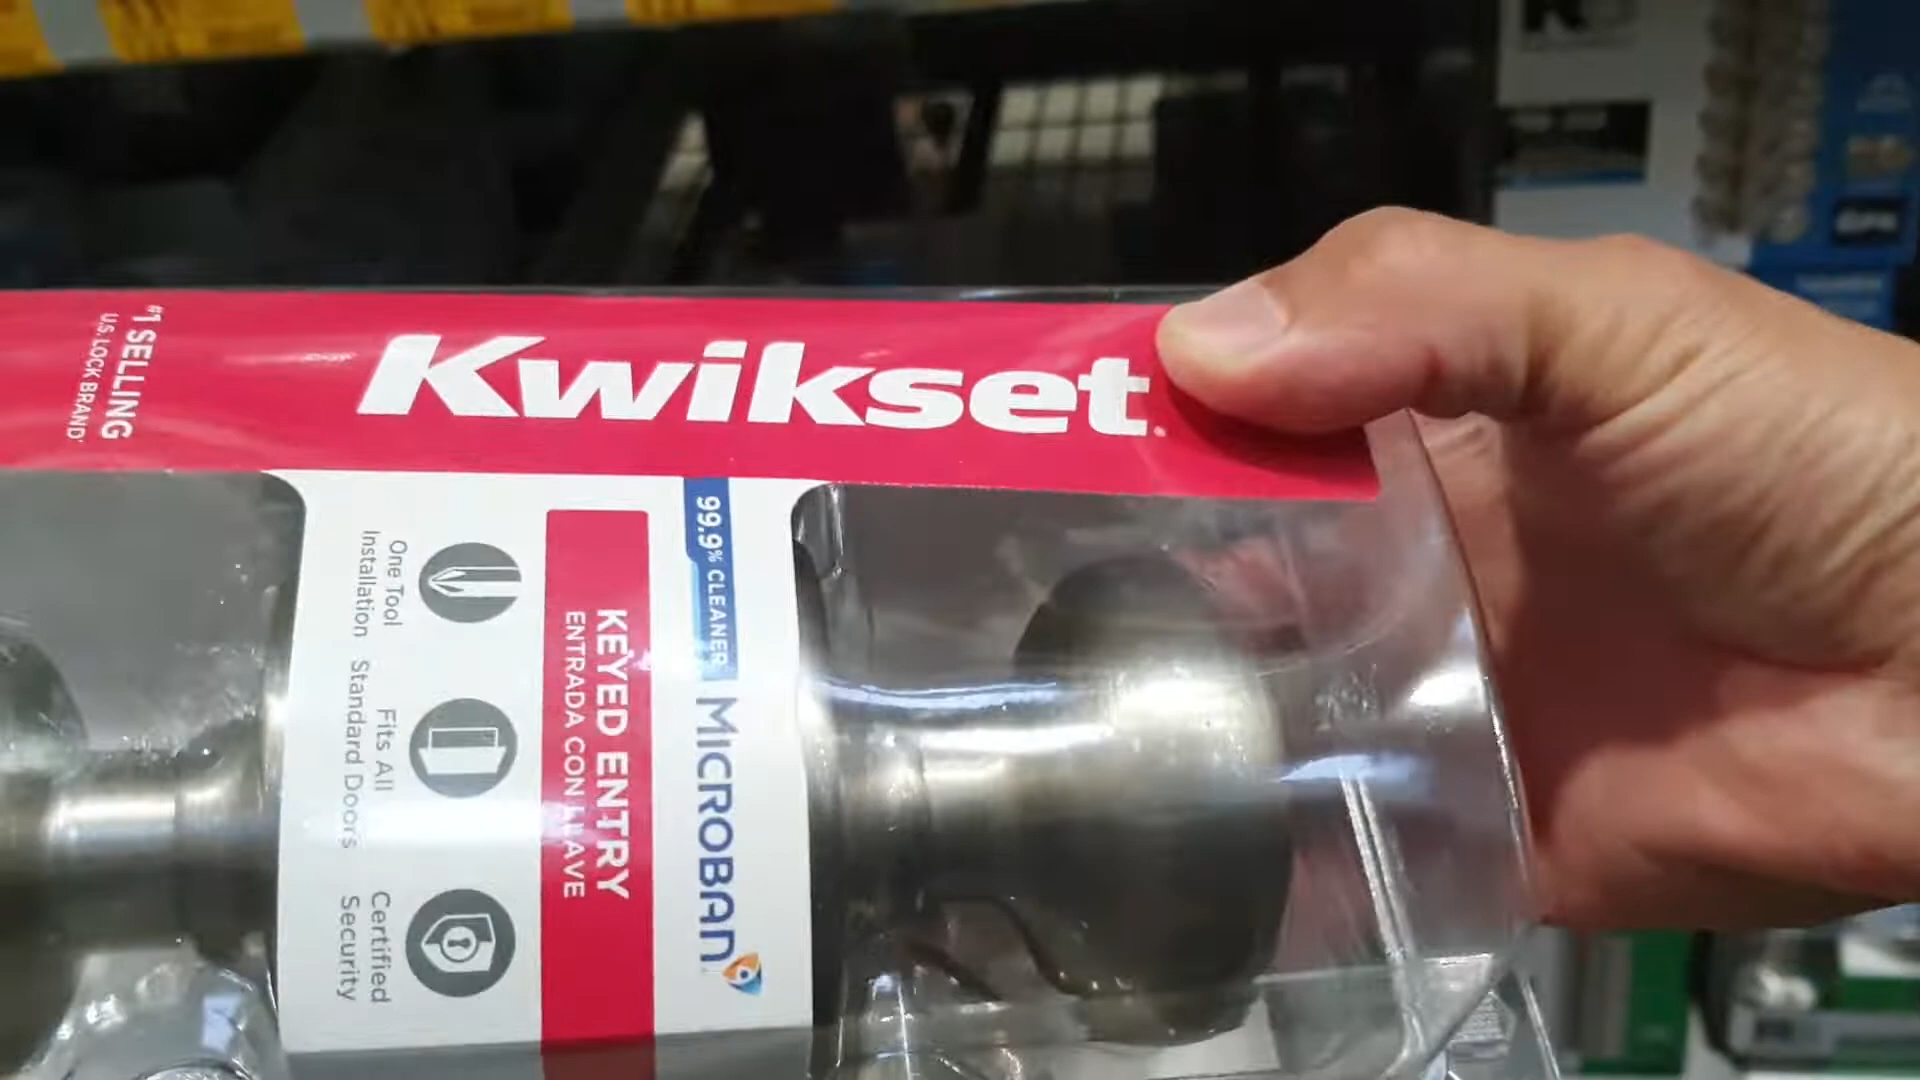 Kwikset
#1 SELLING
U.S. LOCK BRAND
99.9% CLEANER
MICROBAN
KEYED ENTRY
ENTRADA CON LLAVE
One Tool
Installation
Fits All
Standard Doors
Certified
Security